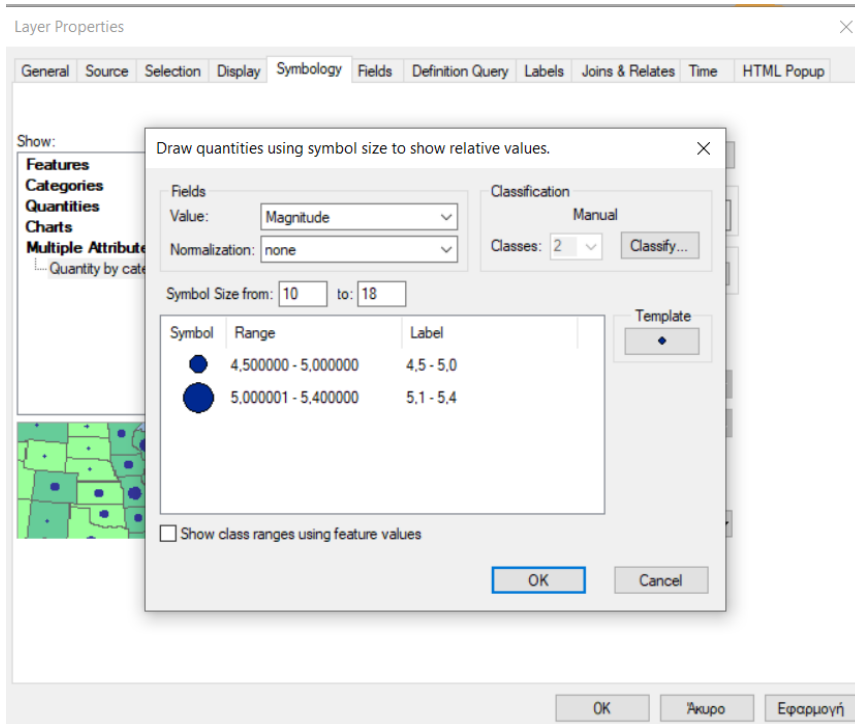 Layer Properties
General Source Selection Display Symbology Fields Definition Query Labels Joins & Relates Time HTML Popup
Show:
Features
Categories
Quantities
Charts
Multiple Attribute
Quantity by cate
Draw quantities using symbol size to show relative values.
Fields
Value: Magnitude
Normalization: none
Classification
Manual
Classes: 2 Classify...
Symbol Size from: 10 to: 18
Template
Symbol Range Label
4,500000 - 5,000000 4,5 - 5,0
5,000001 - 5,400000 5,1 - 5,4
Show class ranges using feature values
OK Cancel
OK Άκυρο Εφαρμογή